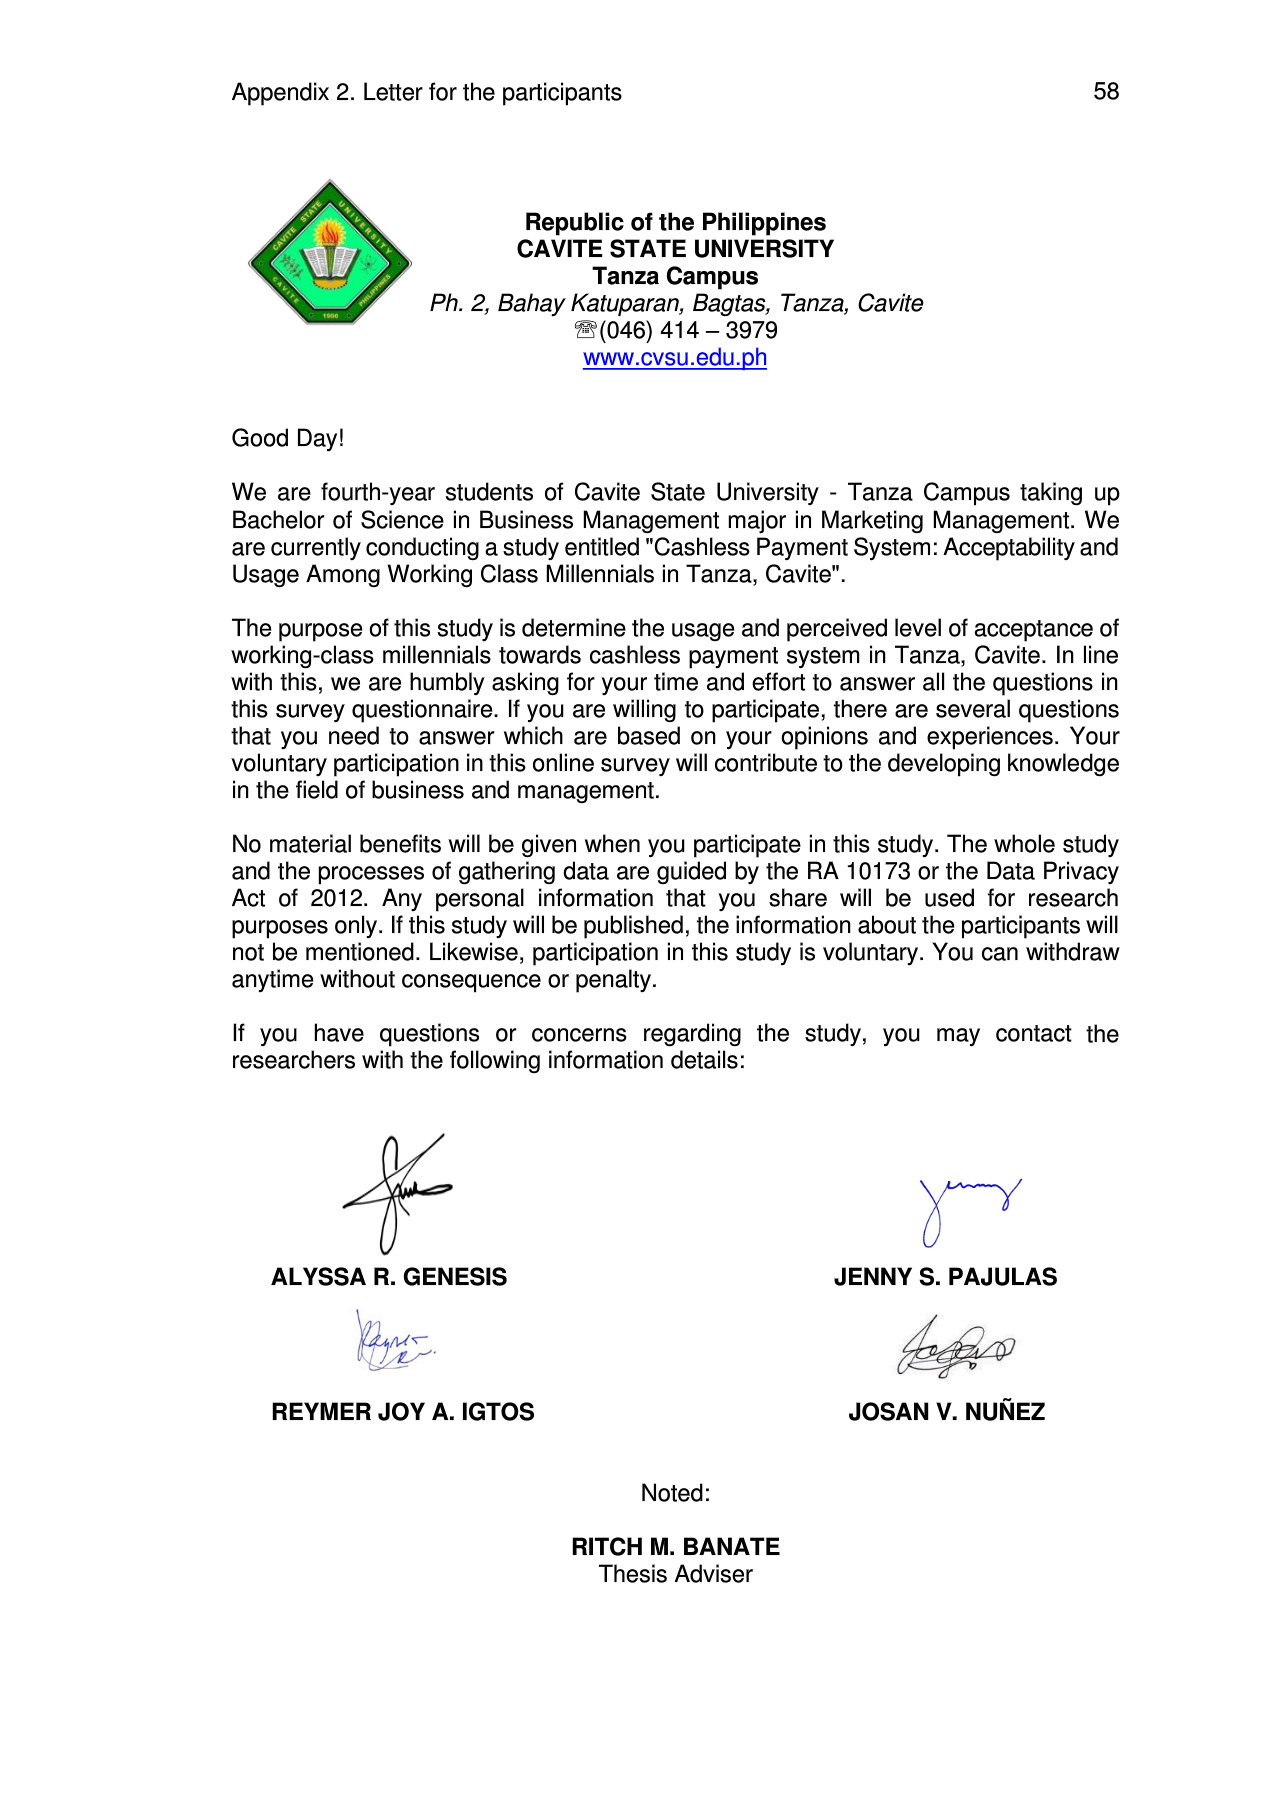 Appendix 2. Letter for the participants
58
CAVITE STATE UNIVERSITY
CAVITE
PHILIPPINES
1906
Republic of the Philippines
CAVITE STATE UNIVERSITY
Tanza Campus
Ph. 2, Bahay Katuparan, Bagtas, Tanza, Cavite
☏(046) 414 – 3979
www.cvsu.edu.ph
Good Day!
We are fourth-year students of Cavite State University - Tanza Campus taking up
Bachelor of Science in Business Management major in Marketing Management. We
are currently conducting a study entitled "Cashless Payment System: Acceptability and
Usage Among Working Class Millennials in Tanza, Cavite".
The purpose of this study is determine the usage and perceived level of acceptance of
working-class millennials towards cashless payment system in Tanza, Cavite. In line
with this, we are humbly asking for your time and effort to answer all the questions in
this survey questionnaire. If you are willing to participate, there are several questions
that you need to answer which are based on your opinions and experiences. Your
voluntary participation in this online survey will contribute to the developing knowledge
in the field of business and management.
No material benefits will be given when you participate in this study. The whole study
and the processes of gathering data are guided by the RA 10173 or the Data Privacy
Act of 2012. Any personal information that you share will be used for research
purposes only. If this study will be published, the information about the participants will
not be mentioned. Likewise, participation in this study is voluntary. You can withdraw
anytime without consequence or penalty.
If you have questions or concerns regarding the study, you may contact the
researchers with the following information details:
Jenny
ALYSSA R. GENESIS
JENNY S. PAJULAS
REYMER JOY A. IGTOS
JOSAN V. NUÑEZ
Noted:
RITCH M. BANATE
Thesis Adviser